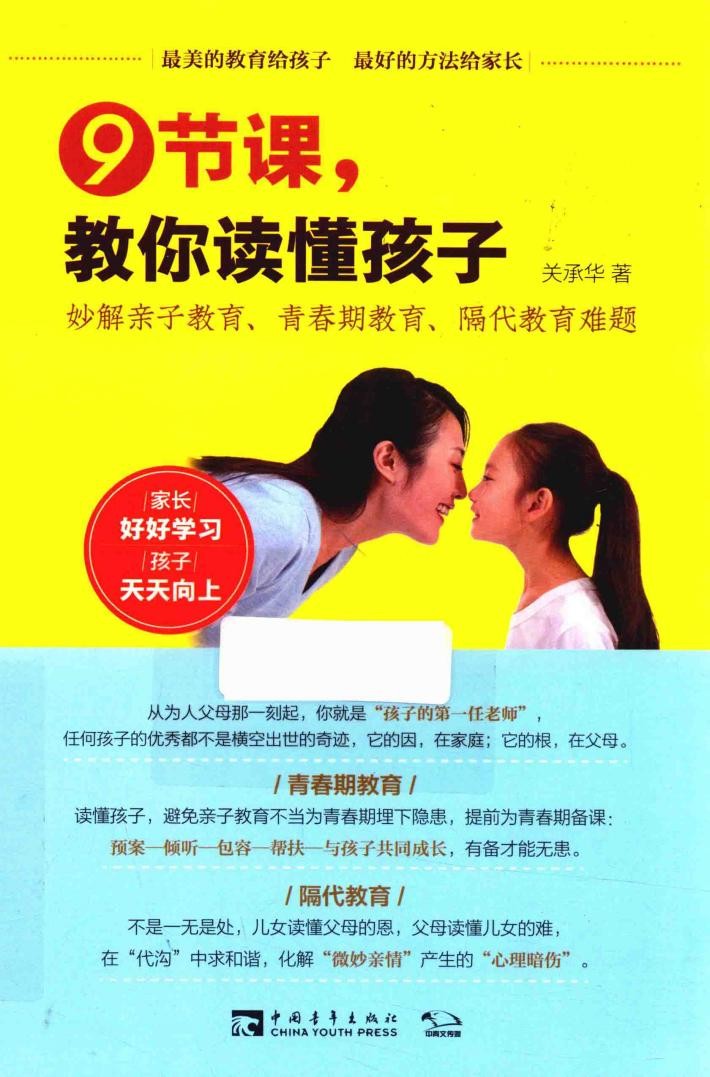 最美的教育给孩子 最好的方法给家长
9节课，
教你读懂孩子
关承华 著
妙解亲子教育、青春期教育、隔代教育难题
家长
好好学习
孩子
天天向上
从为人父母那一刻起，你就是“孩子的第一任老师”，
任何孩子的优秀都不是横空出世的奇迹，它的因，在家庭；它的根，在父母。
/ 青春期教育 /
读懂孩子，避免亲子教育不当为青春期埋下隐患，提前为青春期备课：
预案—倾听—包容—帮扶—与孩子共同成长，有备才能无患。
/ 隔代教育 /
不是一无是处，儿女读懂父母的恩，父母读懂儿女的难，
在“代沟”中求和谐，化解“微妙亲情”产生的“心理暗伤”。
中国青年出版社
CHINA YOUTH PRESS
中青文传媒